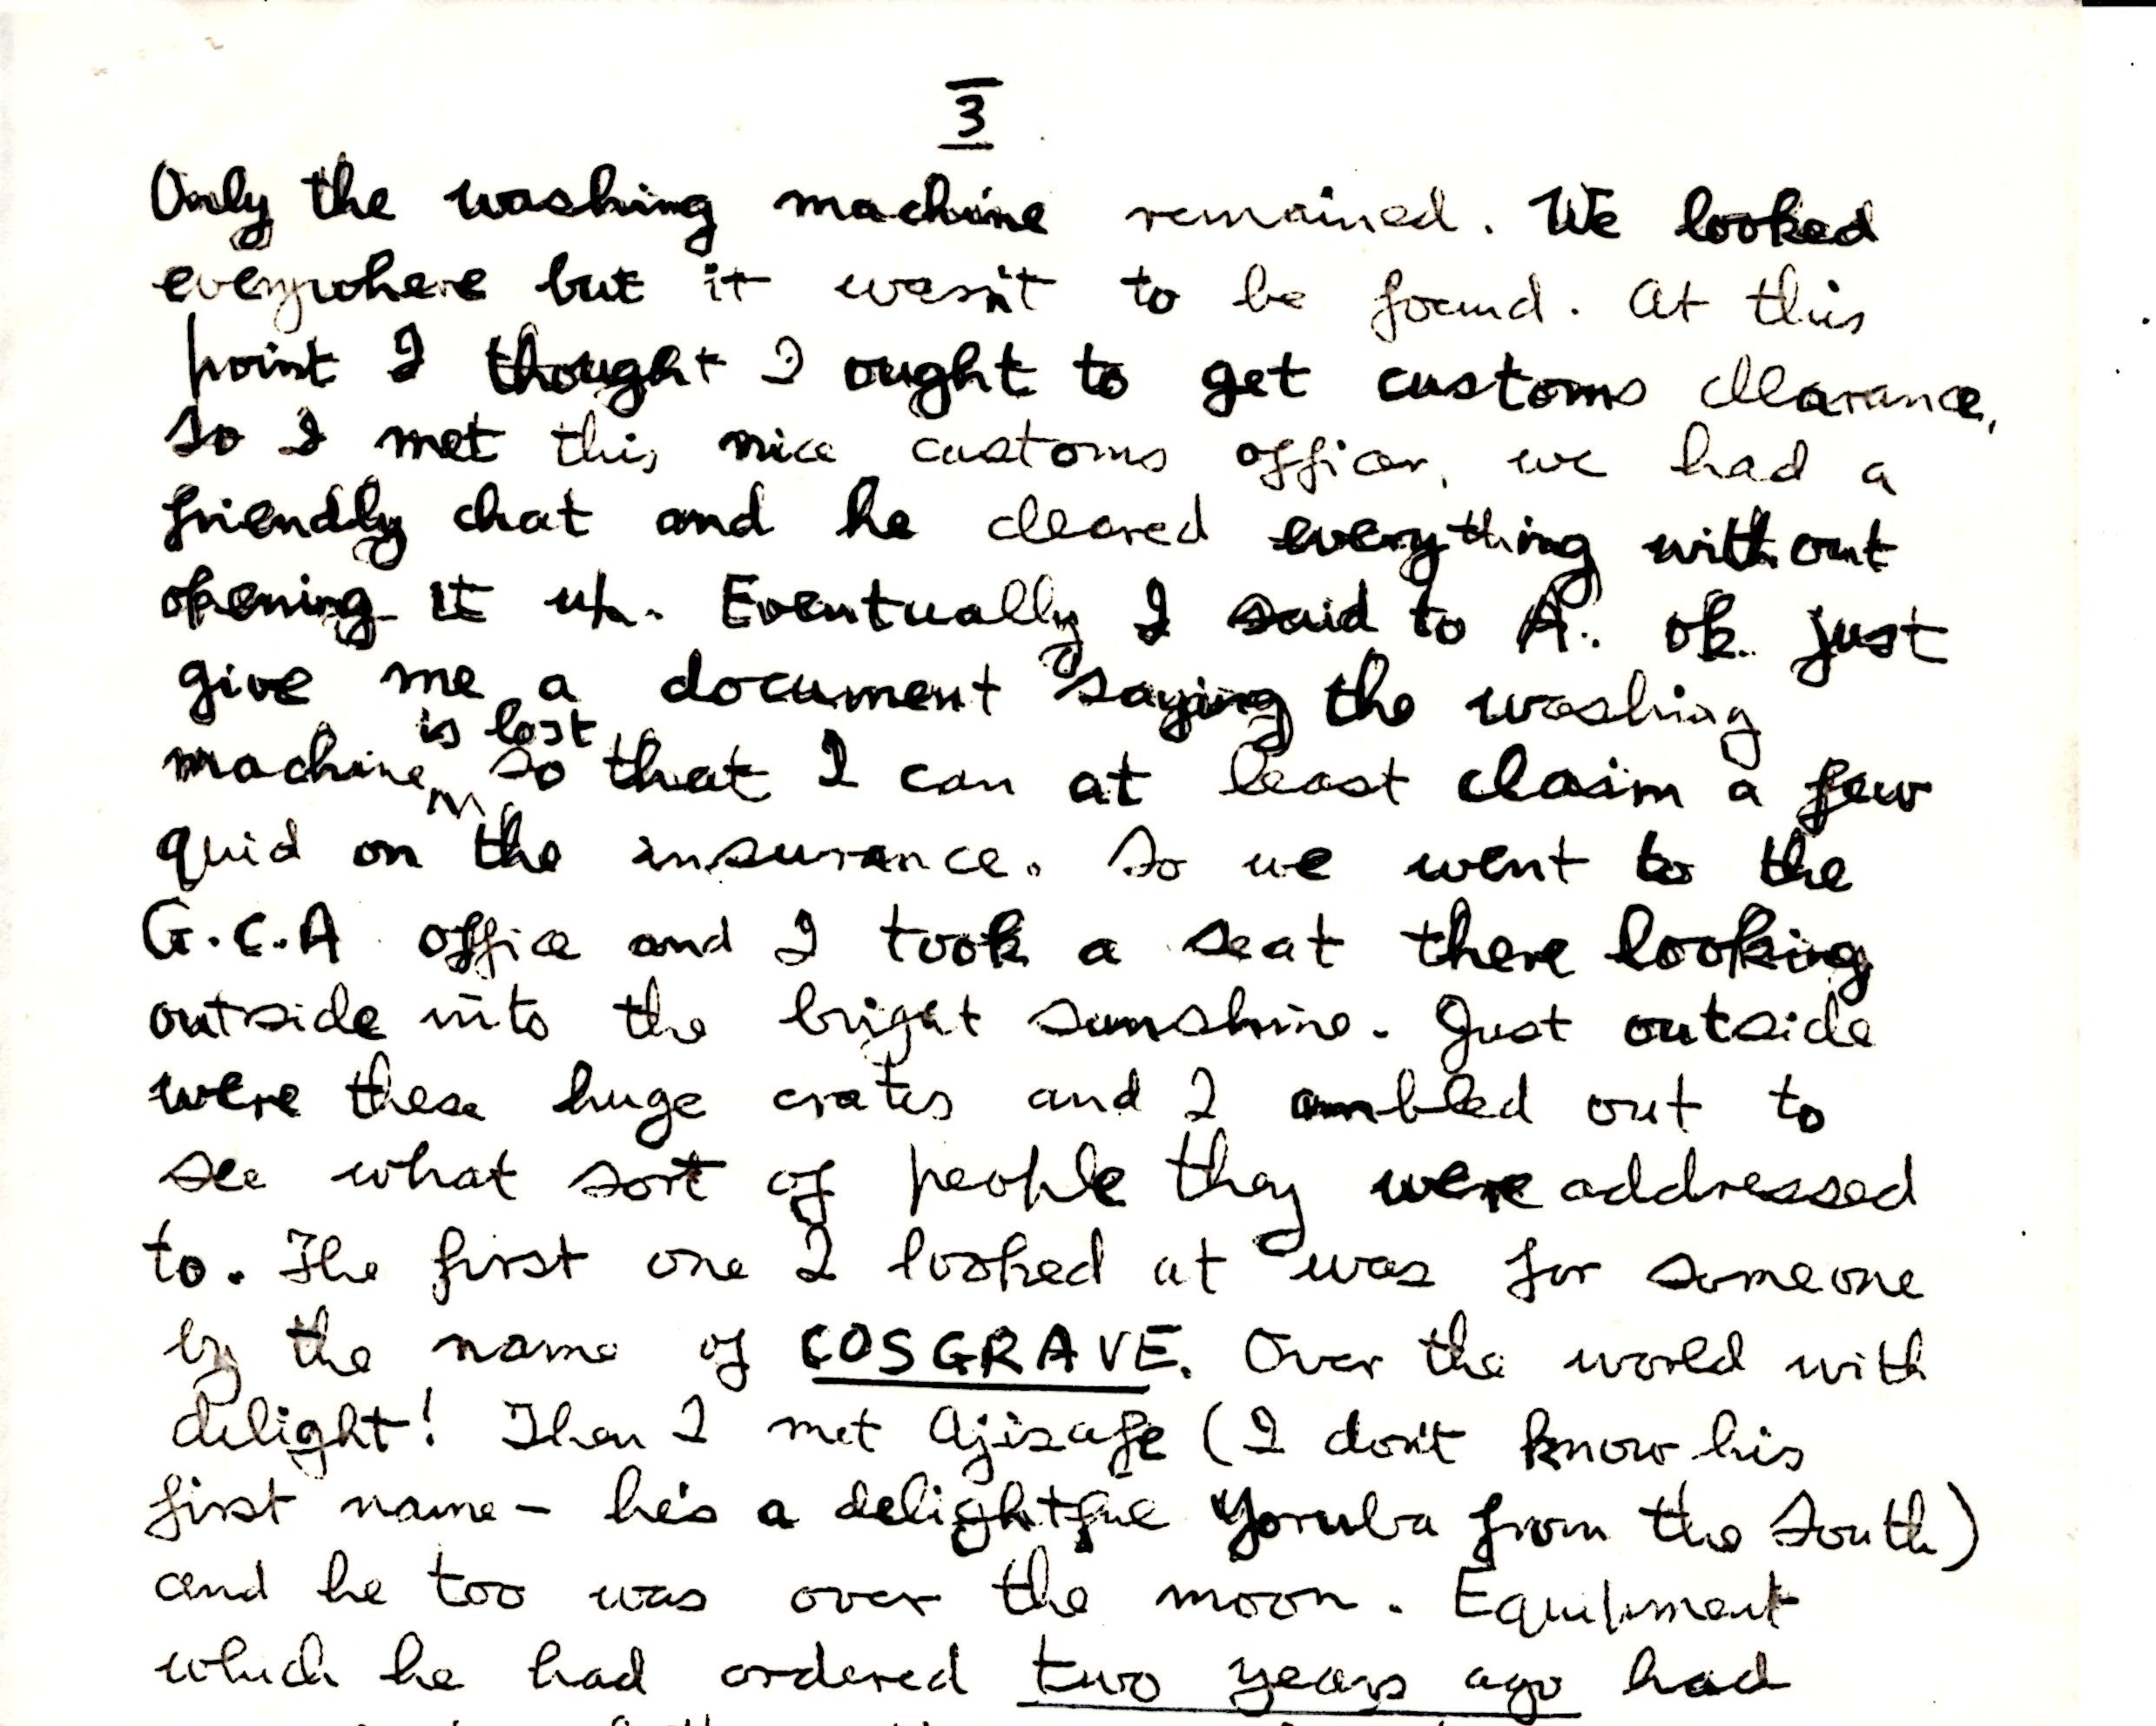 3
Only the washing machine remained. We looked
everywhere but it wasn't to be found. At this
point I thought I ought to get customs clearance,
so I met this nice customs officer, we had a
friendly chat and he cleared everything without
opening it up. Eventually I said to A. ok just
give me a document saying the washing
is lost
machine so that I can at least claim a few
quid on the insurance. So we went to the
G.C.A office and I took a seat there looking
outside into the bright sunshine. Just outside
were these huge crates and I ambled out to
see what sort of people they were addressed
to. The first one I looked at was for someone
by the name of COSGRAVE. Over the world with
delight! Then I met Ajisafe (I don't know his
first name - he's a delightful Yoruba from the South)
and he too was over the moon. Equipment
which he had ordered two years ago had